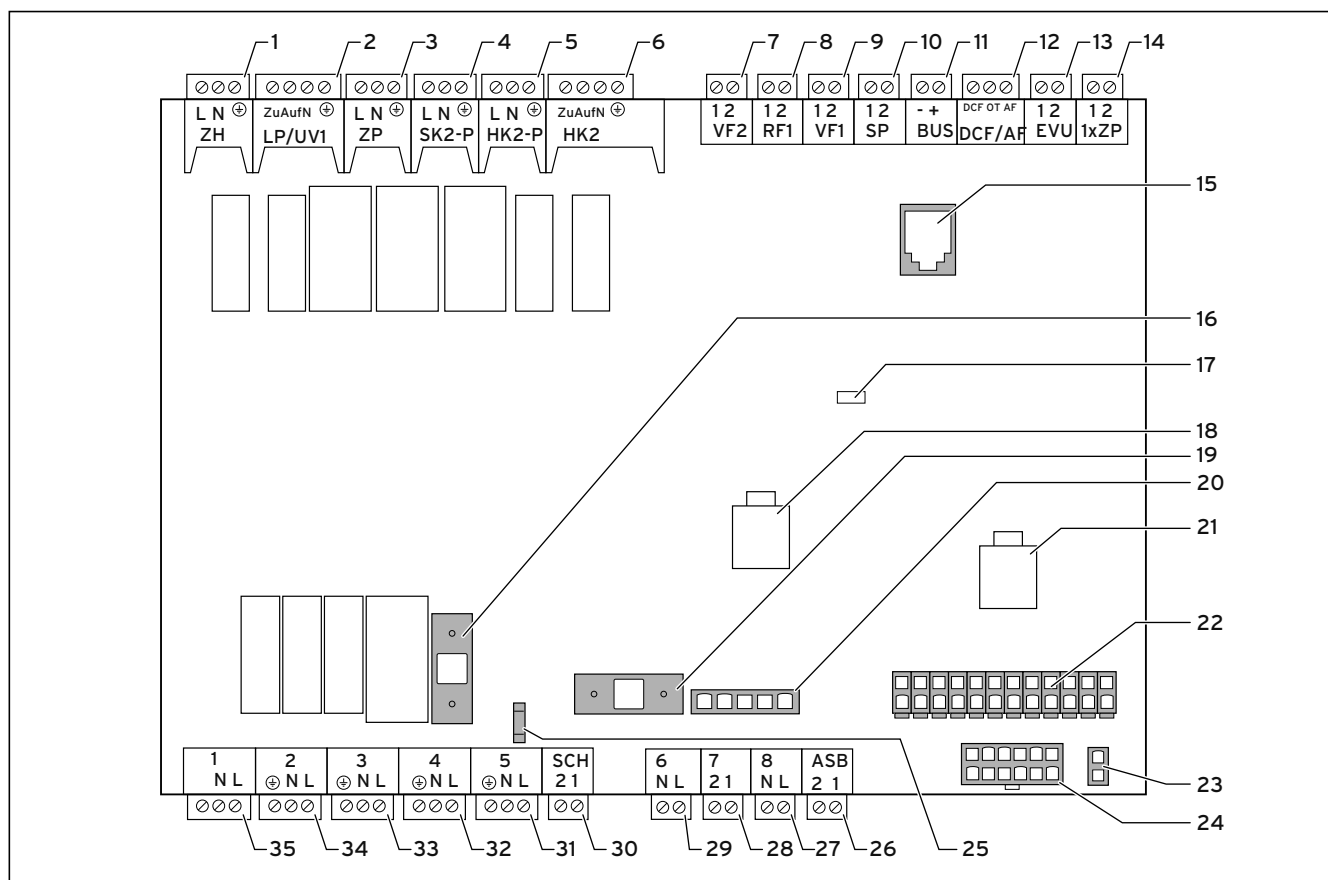 1 2 3 4 5 6 7 8 9 10 11 12 13 14
L N ZH
ZuAufN LP/UV1
L N ZP
L N SK2-P
L N HK2-P
ZuAufN HK2
1 2 VF2
1 2 RF1
1 2 VF1
1 2 SP
- + BUS
DCF OT AF DCF/AF
1 2 EVU
1 2 1xZP
15
16
17
18
19
20
21
22
23
24
1 N L
2 N L
3 N L
4 N L
5 N L
SCH 2 1
6 N L
7 2 1
8 N L
ASB 2 1
35 34 33 32 31 30 29 28 27 26 25